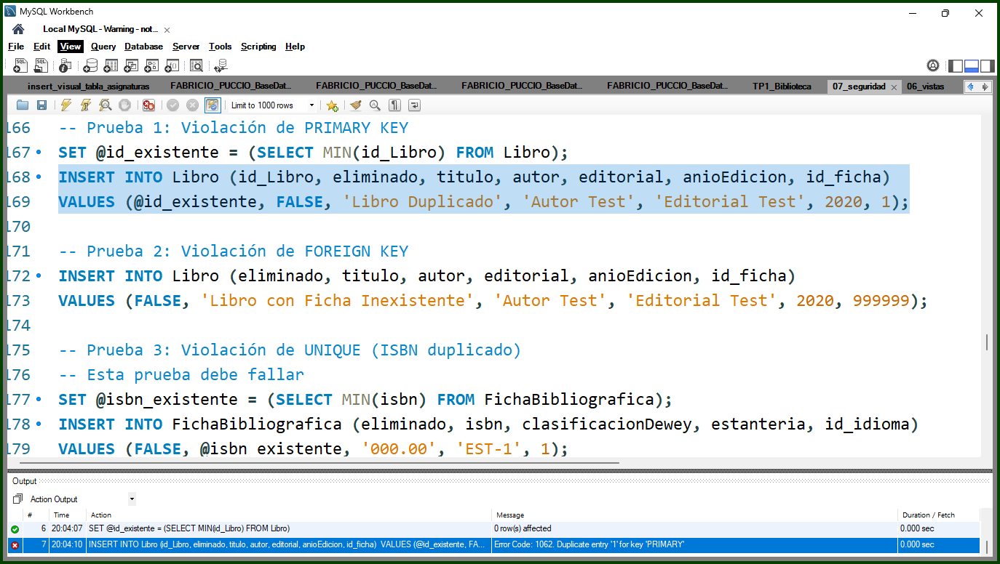 MySQL Workbench
Local MySQL - Warning - not...
File Edit View Query Database Server Tools Scripting Help
insert_visual_tabla_asignaturas FABRICIO_PUCCIO_BaseDat... FABRICIO_PUCCIO_BaseDat... FABRICIO_PUCCIO_BaseDat... FABRICIO_PUCCIO_BaseDat... TP1_Biblioteca 07_seguridad 06_vistas
Limit to 1000 rows
166 -- Prueba 1: Violación de PRIMARY KEY
167 SET @id_existente = (SELECT MIN(id_Libro) FROM Libro);
168 INSERT INTO Libro (id_Libro, eliminado, titulo, autor, editorial, anioEdicion, id_ficha)
169 VALUES (@id_existente, FALSE, 'Libro Duplicado', 'Autor Test', 'Editorial Test', 2020, 1);
170
171 -- Prueba 2: Violación de FOREIGN KEY
172 INSERT INTO Libro (eliminado, titulo, autor, editorial, anioEdicion, id_ficha)
173 VALUES (FALSE, 'Libro con Ficha Inexistente', 'Autor Test', 'Editorial Test', 2020, 999999);
174
175 -- Prueba 3: Violación de UNIQUE (ISBN duplicado)
176 -- Esta prueba debe fallar
177 SET @isbn_existente = (SELECT MIN(isbn) FROM FichaBibliografica);
178 INSERT INTO FichaBibliografica (eliminado, isbn, clasificacionDewey, estanteria, id_idioma)
179 VALUES (FALSE, @isbn_existente, '000.00', 'EST-1', 1);
Output
Action Output
# Time Action Message Duration / Fetch
6 20:04:07 SET @id_existente = (SELECT MIN(id_Libro) FROM Libro) 0 row(s) affected 0.000 sec
7 20:04:10 INSERT INTO Libro (id_Libro, eliminado, titulo, autor, editorial, anioEdicion, id_ficha) VALUES (@id_existente, FA... Error Code: 1062. Duplicate entry '1' for key 'PRIMARY' 0.000 sec